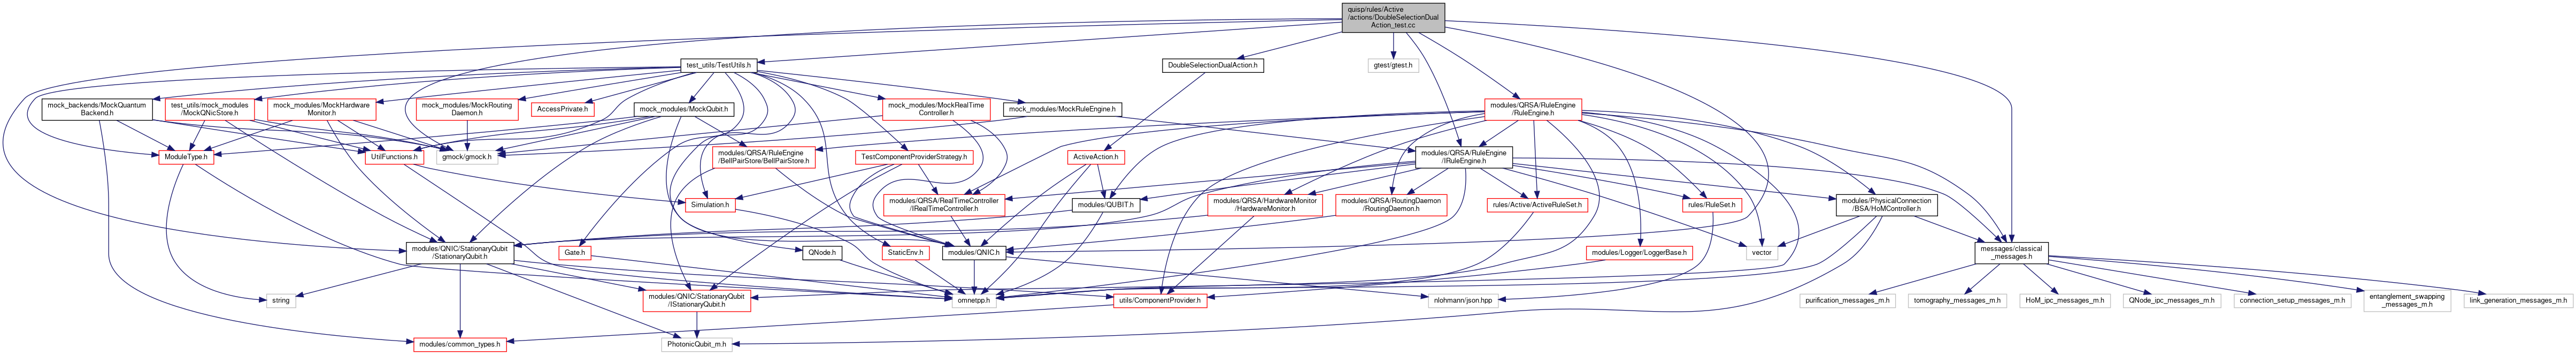 quisp/rules/Active
/actions/DoubleSelectionDual
Action_test.cc
test_utils/TestUtils.h
DoubleSelectionDualAction.h
gtest/gtest.h
mock_backends/MockQuantum
Backend.h
test_utils/mock_modules
/MockQNicStore.h
mock_modules/MockHardware
Monitor.h
mock_modules/MockRouting
Daemon.h
AccessPrivate.h
mock_modules/MockQubit.h
mock_modules/MockRealTime
Controller.h
mock_modules/MockRuleEngine.h
modules/QRSA/RuleEngine
/RuleEngine.h
ModuleType.h
UtilFunctions.h
gmock/gmock.h
modules/QRSA/RuleEngine
/BellPairStore/BellPairStore.h
TestComponentProviderStrategy.h
ActiveAction.h
modules/QRSA/RuleEngine
/IRuleEngine.h
Simulation.h
modules/QRSA/RealTimeController
/IRealTimeController.h
modules/QUBIT.h
modules/QRSA/HardwareMonitor
/HardwareMonitor.h
modules/QRSA/RoutingDaemon
/RoutingDaemon.h
rules/Active/ActiveRuleSet.h
rules/RuleSet.h
modules/PhysicalConnection
/BSA/HoMController.h
modules/QNIC/StationaryQubit
/StationaryQubit.h
Gate.h
QNode.h
StaticEnv.h
modules/QNIC.h
modules/Logger/LoggerBase.h
vector
messages/classical
_messages.h
string
modules/QNIC/StationaryQubit
/IStationaryQubit.h
omnetpp.h
utils/ComponentProvider.h
nlohmann/json.hpp
purification_messages_m.h
tomography_messages_m.h
HoM_ipc_messages_m.h
QNode_ipc_messages_m.h
connection_setup_messages_m.h
entanglement_swapping
_messages_m.h
link_generation_messages_m.h
modules/common_types.h
PhotonicQubit_m.h